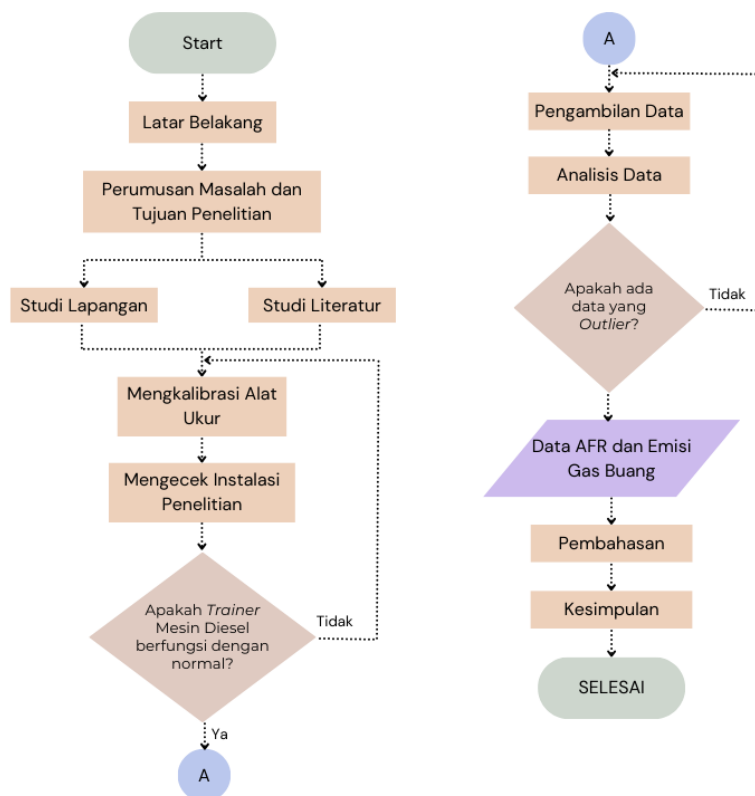 Start
Latar Belakang
Perumusan Masalah dan
Tujuan Penelitian
Studi Lapangan
Studi Literatur
Mengkalibrasi Alat
Ukur
Mengecek Instalasi
Penelitian
Apakah Trainer
Mesin Diesel
berfungsi dengan
normal?
Tidak
Ya
A
A
Pengambilan Data
Analisis Data
Apakah ada
data yang
Outlier?
Tidak
Data AFR dan Emisi
Gas Buang
Pembahasan
Kesimpulan
SELESAI